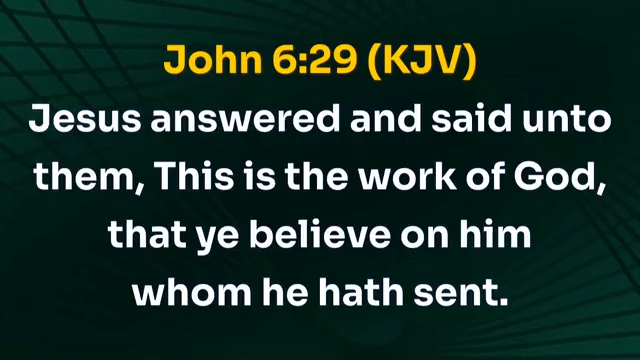 John 6:29 (KJV)
Jesus answered and said unto
them, This is the work of God,
that ye believe on him
whom he hath sent.